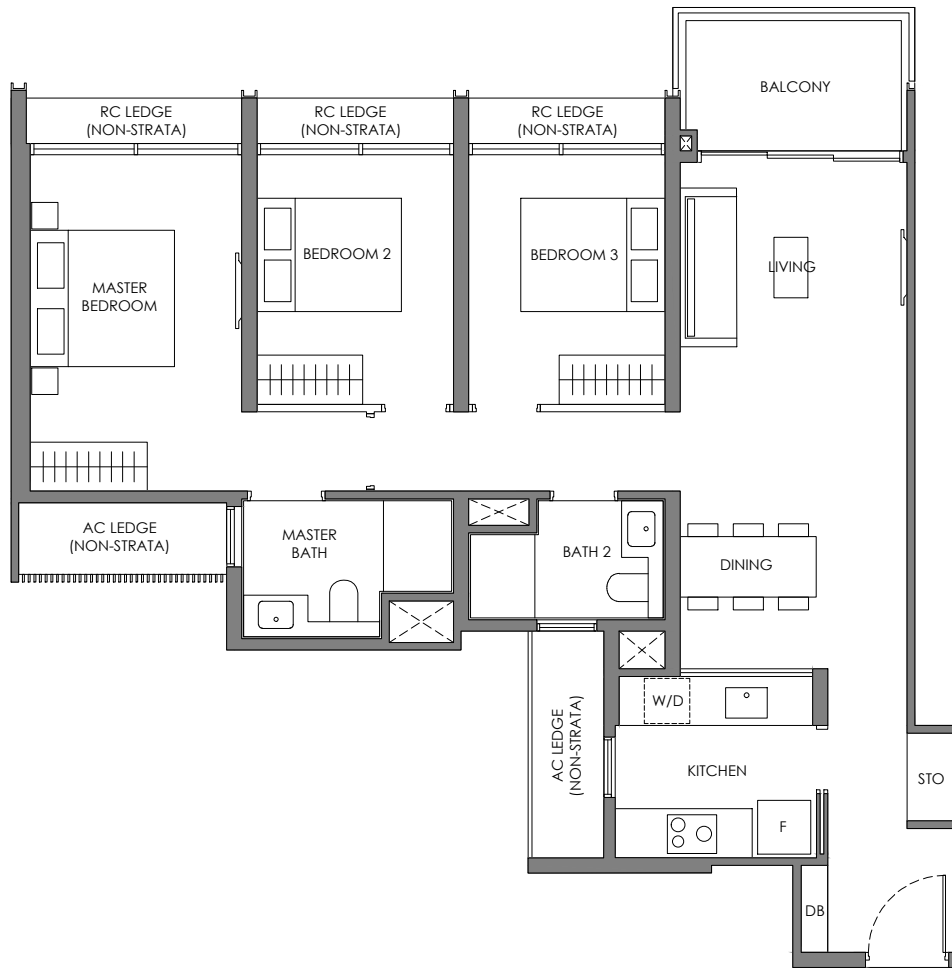 BALCONY
RC LEDGE
(NON-STRATA)
RC LEDGE
(NON-STRATA)
RC LEDGE
(NON-STRATA)
MASTER
BEDROOM
BEDROOM 2
BEDROOM 3
LIVING
AC LEDGE
(NON-STRATA)
MASTER
BATH
BATH 2
DINING
W/D
AC LEDGE
(NON-STRATA)
KITCHEN
STO
F
DB